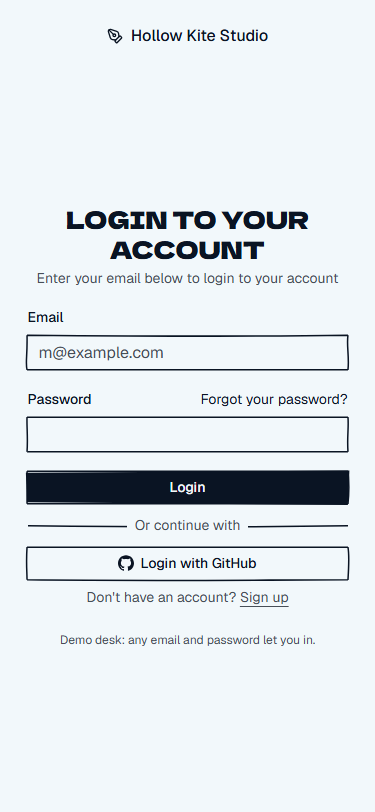 Hollow Kite Studio
LOGIN TO YOUR
ACCOUNT
Enter your email below to login to your account
Email
m@example.com
Password Forgot your password?
Login
Or continue with
Login with GitHub
Don't have an account? Sign up
Demo desk: any email and password let you in.